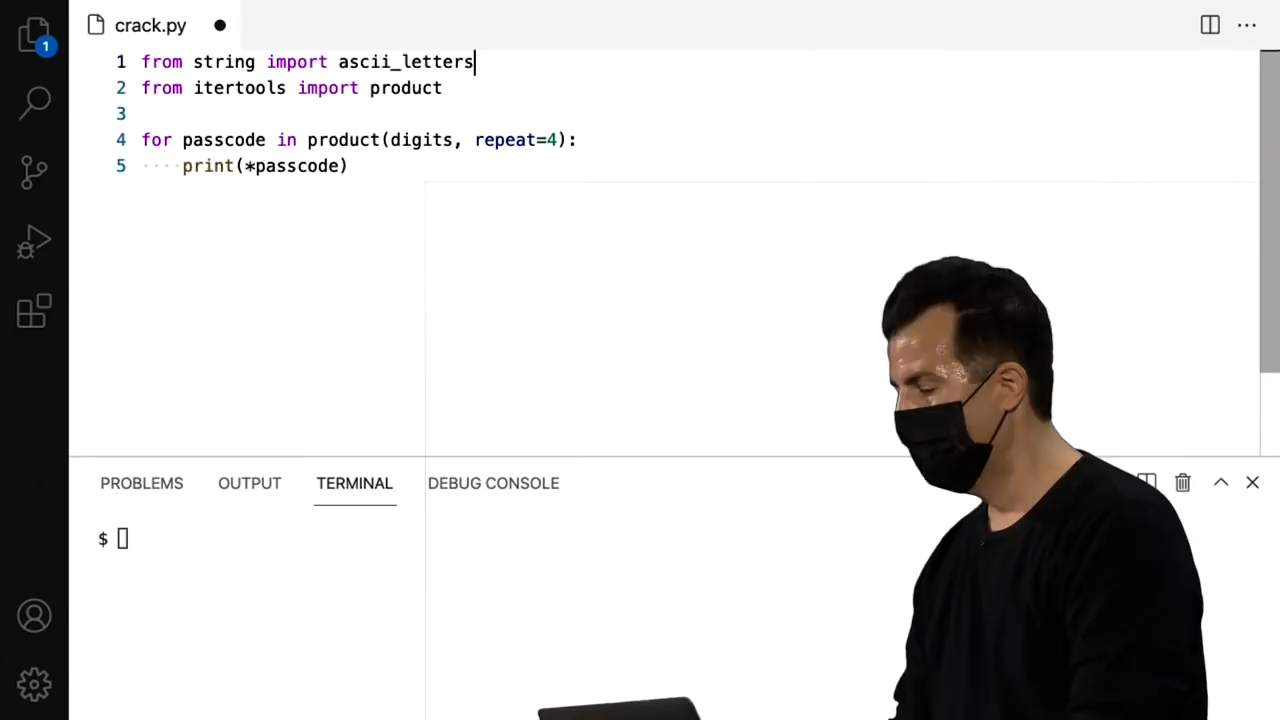 crack.py
1
1 from string import ascii_letters
2 from itertools import product
3
4 for passcode in product(digits, repeat=4):
5 ····print(*passcode)
PROBLEMS OUTPUT TERMINAL DEBUG CONSOLE
$